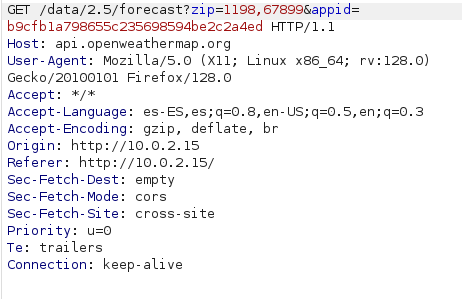 GET /data/2.5/forecast?zip=1198,67899&appid=
b9cfb1a798655c235698594be2c2a4ed HTTP/1.1
Host: api.openweathermap.org
User-Agent: Mozilla/5.0 (X11; Linux x86_64; rv:128.0)
Gecko/20100101 Firefox/128.0
Accept: */*
Accept-Language: es-ES,es;q=0.8,en-US;q=0.5,en;q=0.3
Accept-Encoding: gzip, deflate, br
Origin: http://10.0.2.15
Referer: http://10.0.2.15/
Sec-Fetch-Dest: empty
Sec-Fetch-Mode: cors
Sec-Fetch-Site: cross-site
Priority: u=0
Te: trailers
Connection: keep-alive